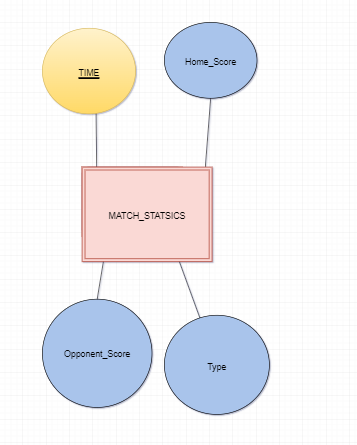 TIME
Home_Score
MATCH_STATSICS
Opponent_Score
Type